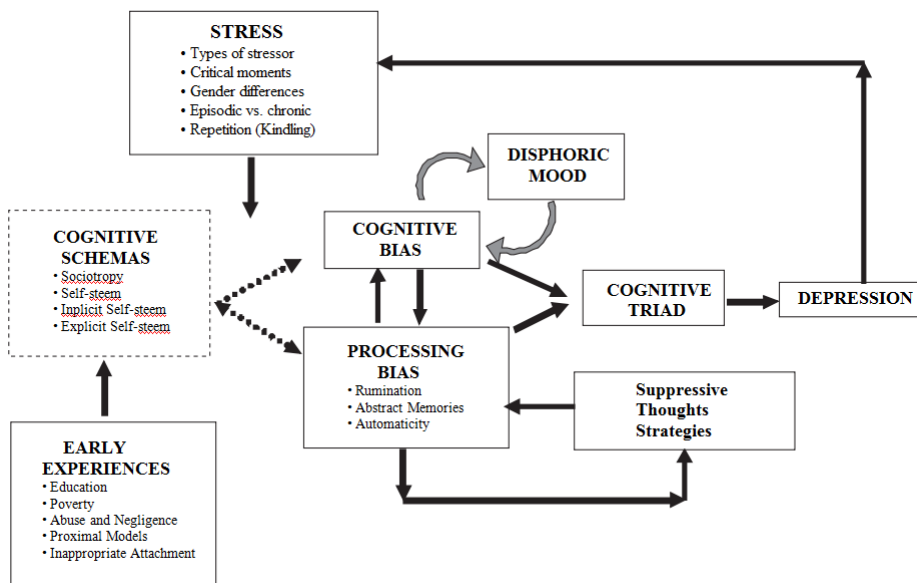 STRESS
• Types of stressor
• Critical moments
• Gender differences
• Episodic vs. chronic
• Repetition (Kindling)
DISPHORIC
MOOD
COGNITIVE
SCHEMAS
• Sociotropy
• Self-steem
• Inplicit Self-steem
• Explicit Self-steem
COGNITIVE
BIAS
COGNITIVE
TRIAD
DEPRESSION
PROCESSING
BIAS
• Rumination
• Abstract Memories
• Automaticity
Suppressive
Thoughts
Strategies
EARLY
EXPERIENCES
• Education
• Poverty
• Abuse and Negligence
• Proximal Models
• Inappropriate Attachment